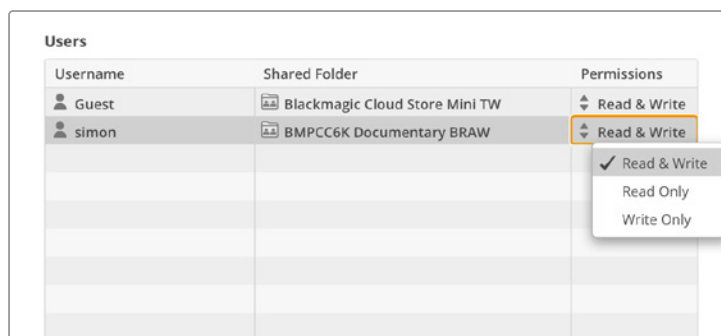 Users
Username Shared Folder Permissions
Guest Blackmagic Cloud Store Mini TW Read & Write
simon BMPCC6K Documentary BRAW Read & Write
Read & Write
Read Only
Write Only